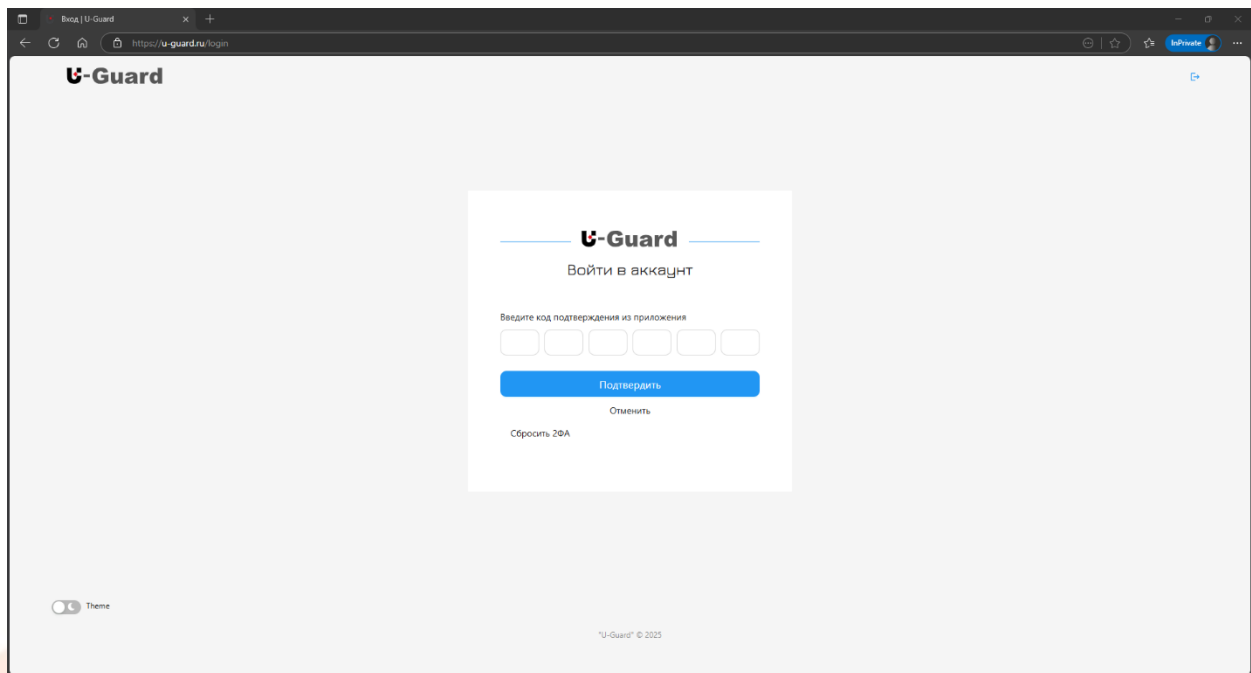 Вход | U-Guard
https://u-guard.ru/login
InPrivate
U-Guard
U-Guard
Войти в аккаунт
Введите код подтверждения из приложения
Подтвердить
Отменить
Сбросить 2ФА
Theme
"U-Guard" © 2025